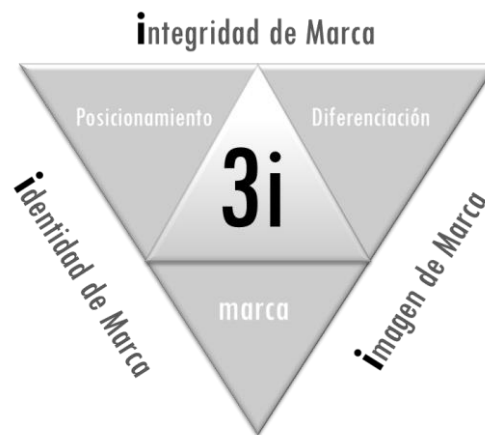 integridad de Marca
Posicionamiento
Diferenciación
3i
identidad de Marca
imagen de Marca
marca